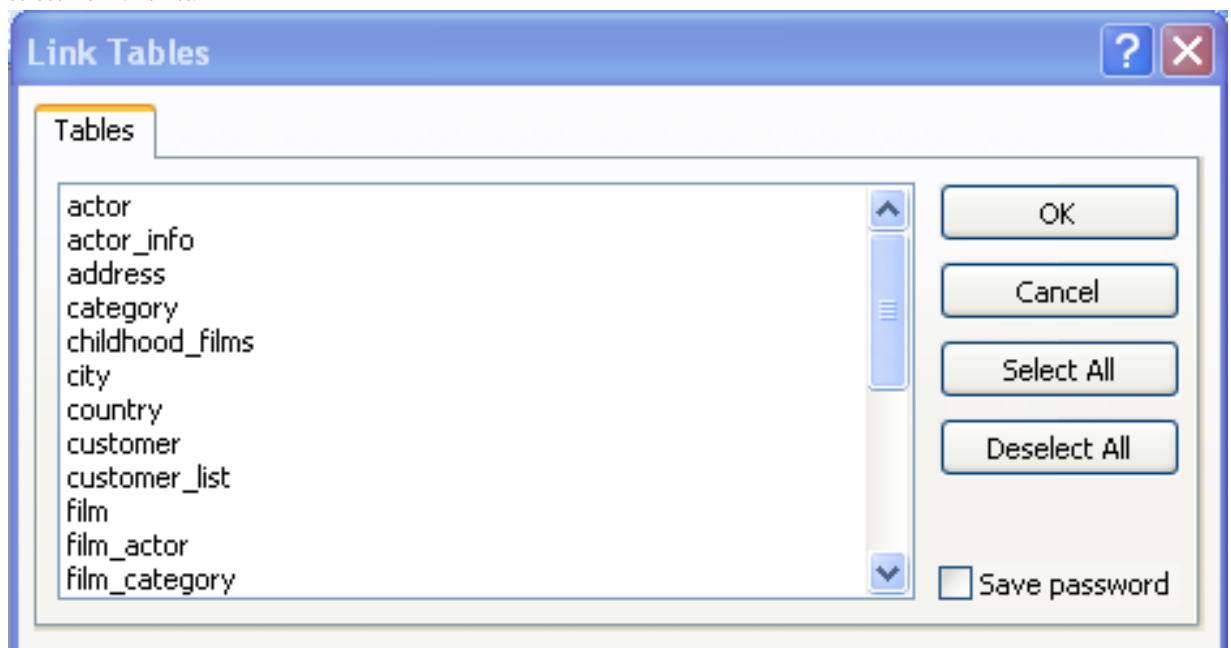 Link Tables
Tables
actor
actor_info
address
category
childhood_films
city
country
customer
customer_list
film
film_actor
film_category
OK
Cancel
Select All
Deselect All
Save password